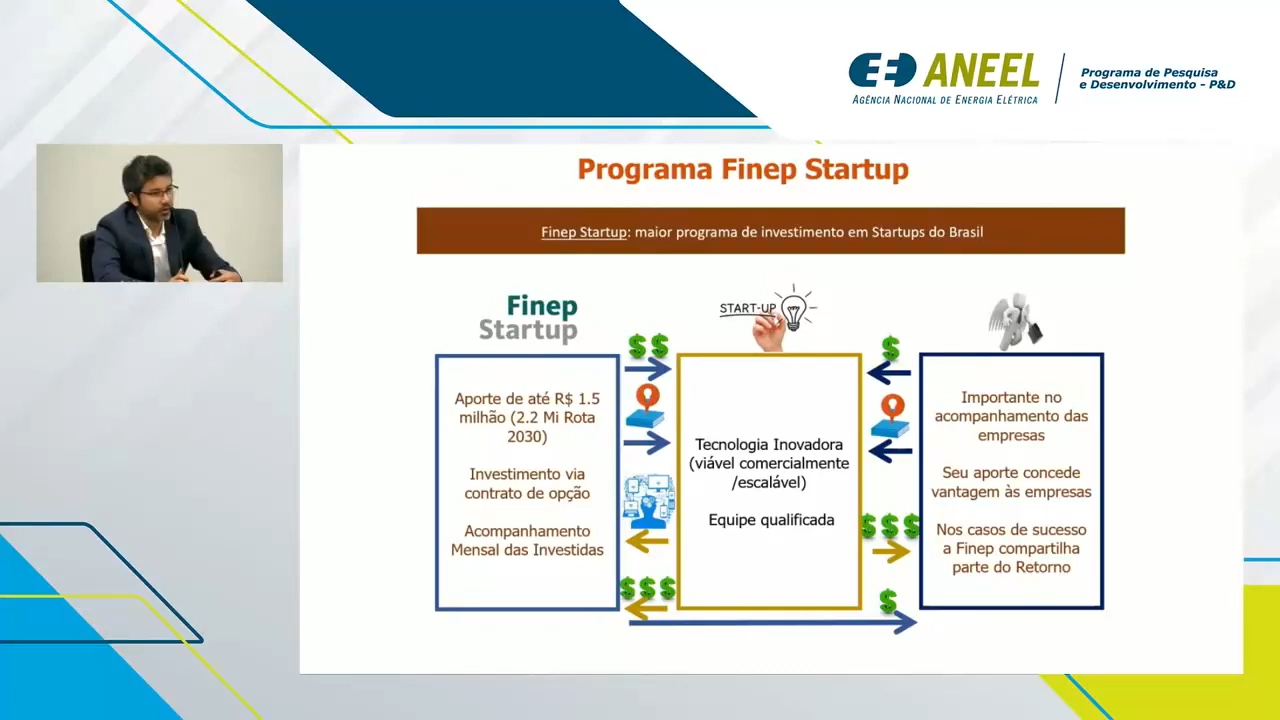 ANEEL
AGÊNCIA NACIONAL DE ENERGIA ELÉTRICA
Programa de Pesquisa
e Desenvolvimento - P&D
Programa Finep Startup
Finep Startup: maior programa de investimento em Startups do Brasil
Finep
Startup
Aporte de até R$ 1.5
milhão (2.2 Mi Rota
2030)
Investimento via
contrato de opção
Acompanhamento
Mensal das Investidas
$$
$$$
START-UP
Tecnologia Inovadora
(viável comercialmente
/escalável)
Equipe qualificada
$
$$$
$
Importante no
acompanhamento das
empresas
Seu aporte concede
vantagem às empresas
Nos casos de sucesso
a Finep compartilha
parte do Retorno